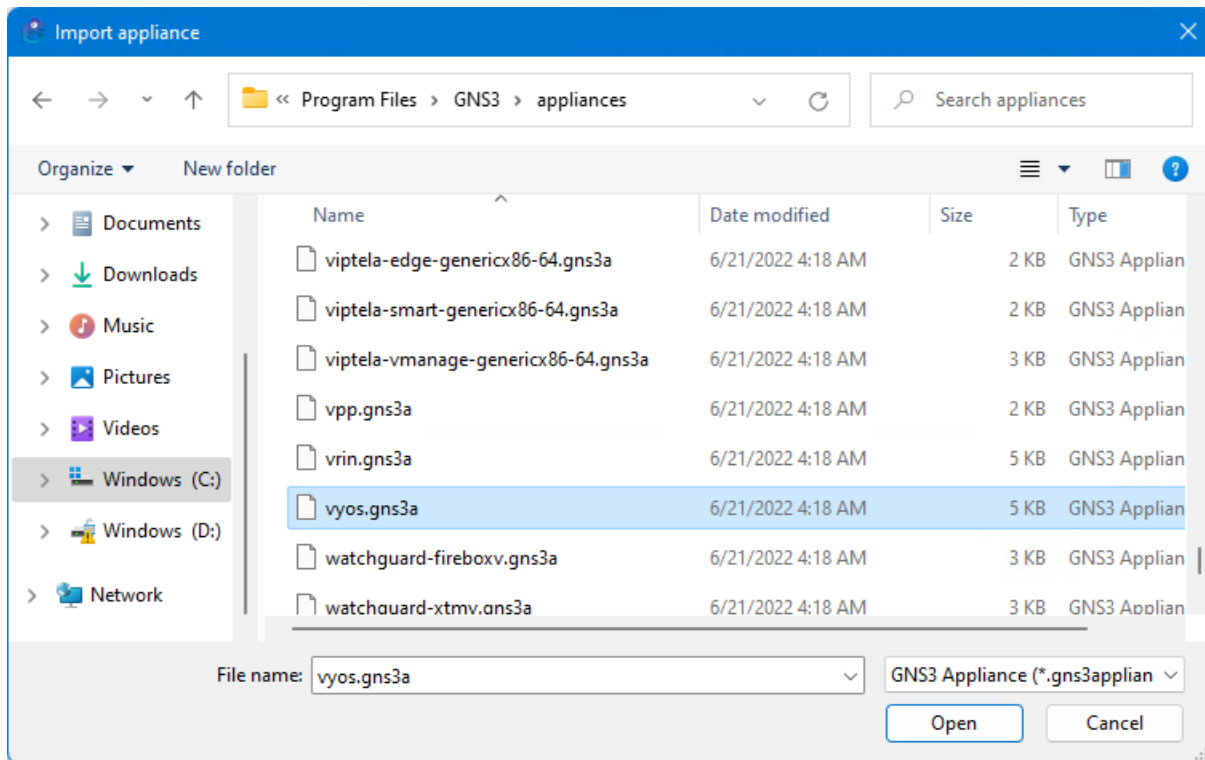 Import appliance
« Program Files > GNS3 > appliances
Search appliances
Organize
New folder
Name Date modified Size Type
Documents
Downloads
Music
Pictures
Videos
Windows (C:)
Windows (D:)
Network
viptela-edge-genericx86-64.gns3a 6/21/2022 4:18 AM 2 KB GNS3 Applian
viptela-smart-genericx86-64.gns3a 6/21/2022 4:18 AM 2 KB GNS3 Applian
viptela-vmanage-genericx86-64.gns3a 6/21/2022 4:18 AM 3 KB GNS3 Applian
vpp.gns3a 6/21/2022 4:18 AM 2 KB GNS3 Applian
vrin.gns3a 6/21/2022 4:18 AM 5 KB GNS3 Applian
vyos.gns3a 6/21/2022 4:18 AM 5 KB GNS3 Applian
watchguard-fireboxv.gns3a 6/21/2022 4:18 AM 3 KB GNS3 Applian
watchguard-xtmv.gns3a 6/21/2022 4:18 AM 3 KB GNS3 Applian
File name: vyos.gns3a GNS3 Appliance (*.gns3applian
Open Cancel